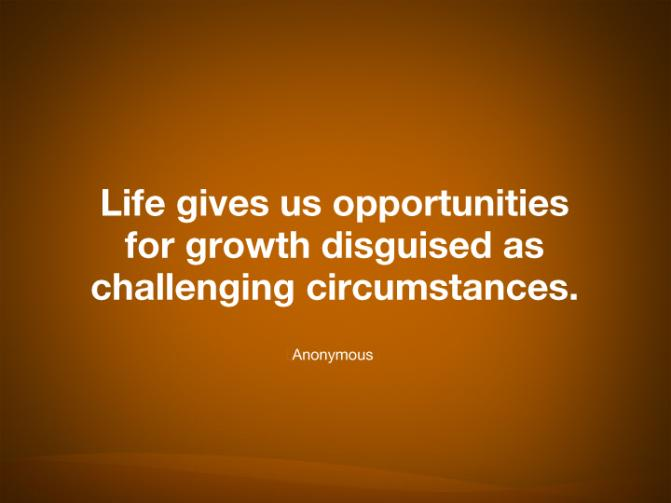 Life gives us opportunities
for growth disguised as
challenging circumstances.
Anonymous